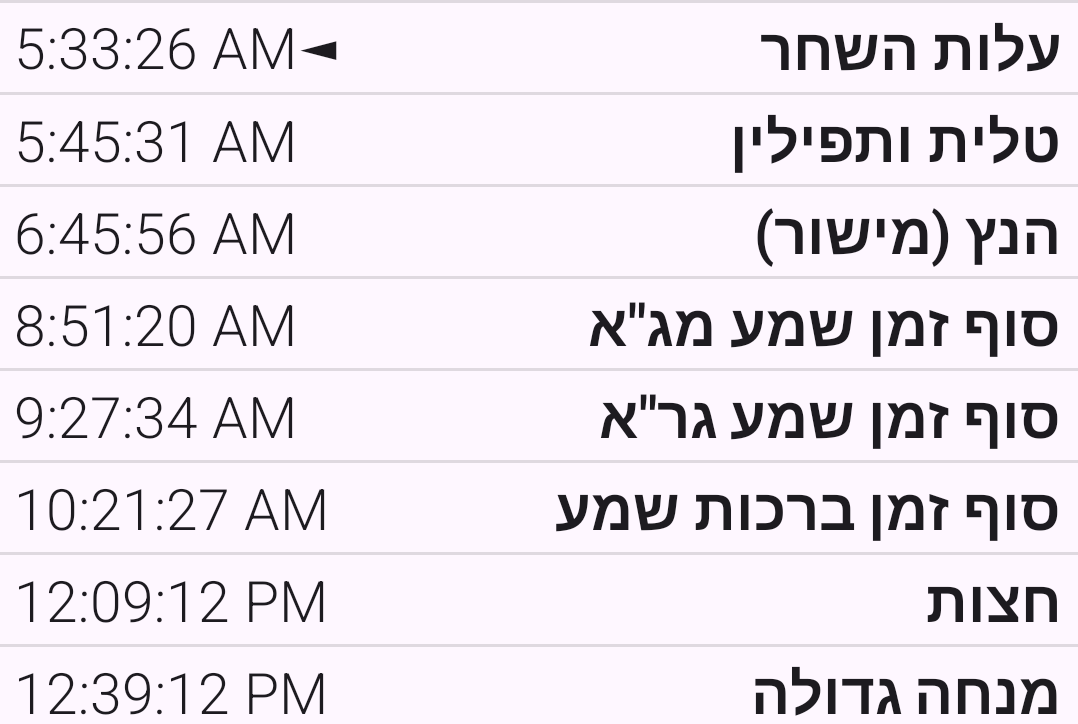 עלות השחר 5:33:26 AM◄
טלית ותפילין 5:45:31 AM
הנץ (מישור) 6:45:56 AM
סוף זמן שמע מג"א 8:51:20 AM
סוף זמן שמע גר"א 9:27:34 AM
סוף זמן ברכות שמע 10:21:27 AM
חצות 12:09:12 PM
מנחה גדולה 12:39:12 PM